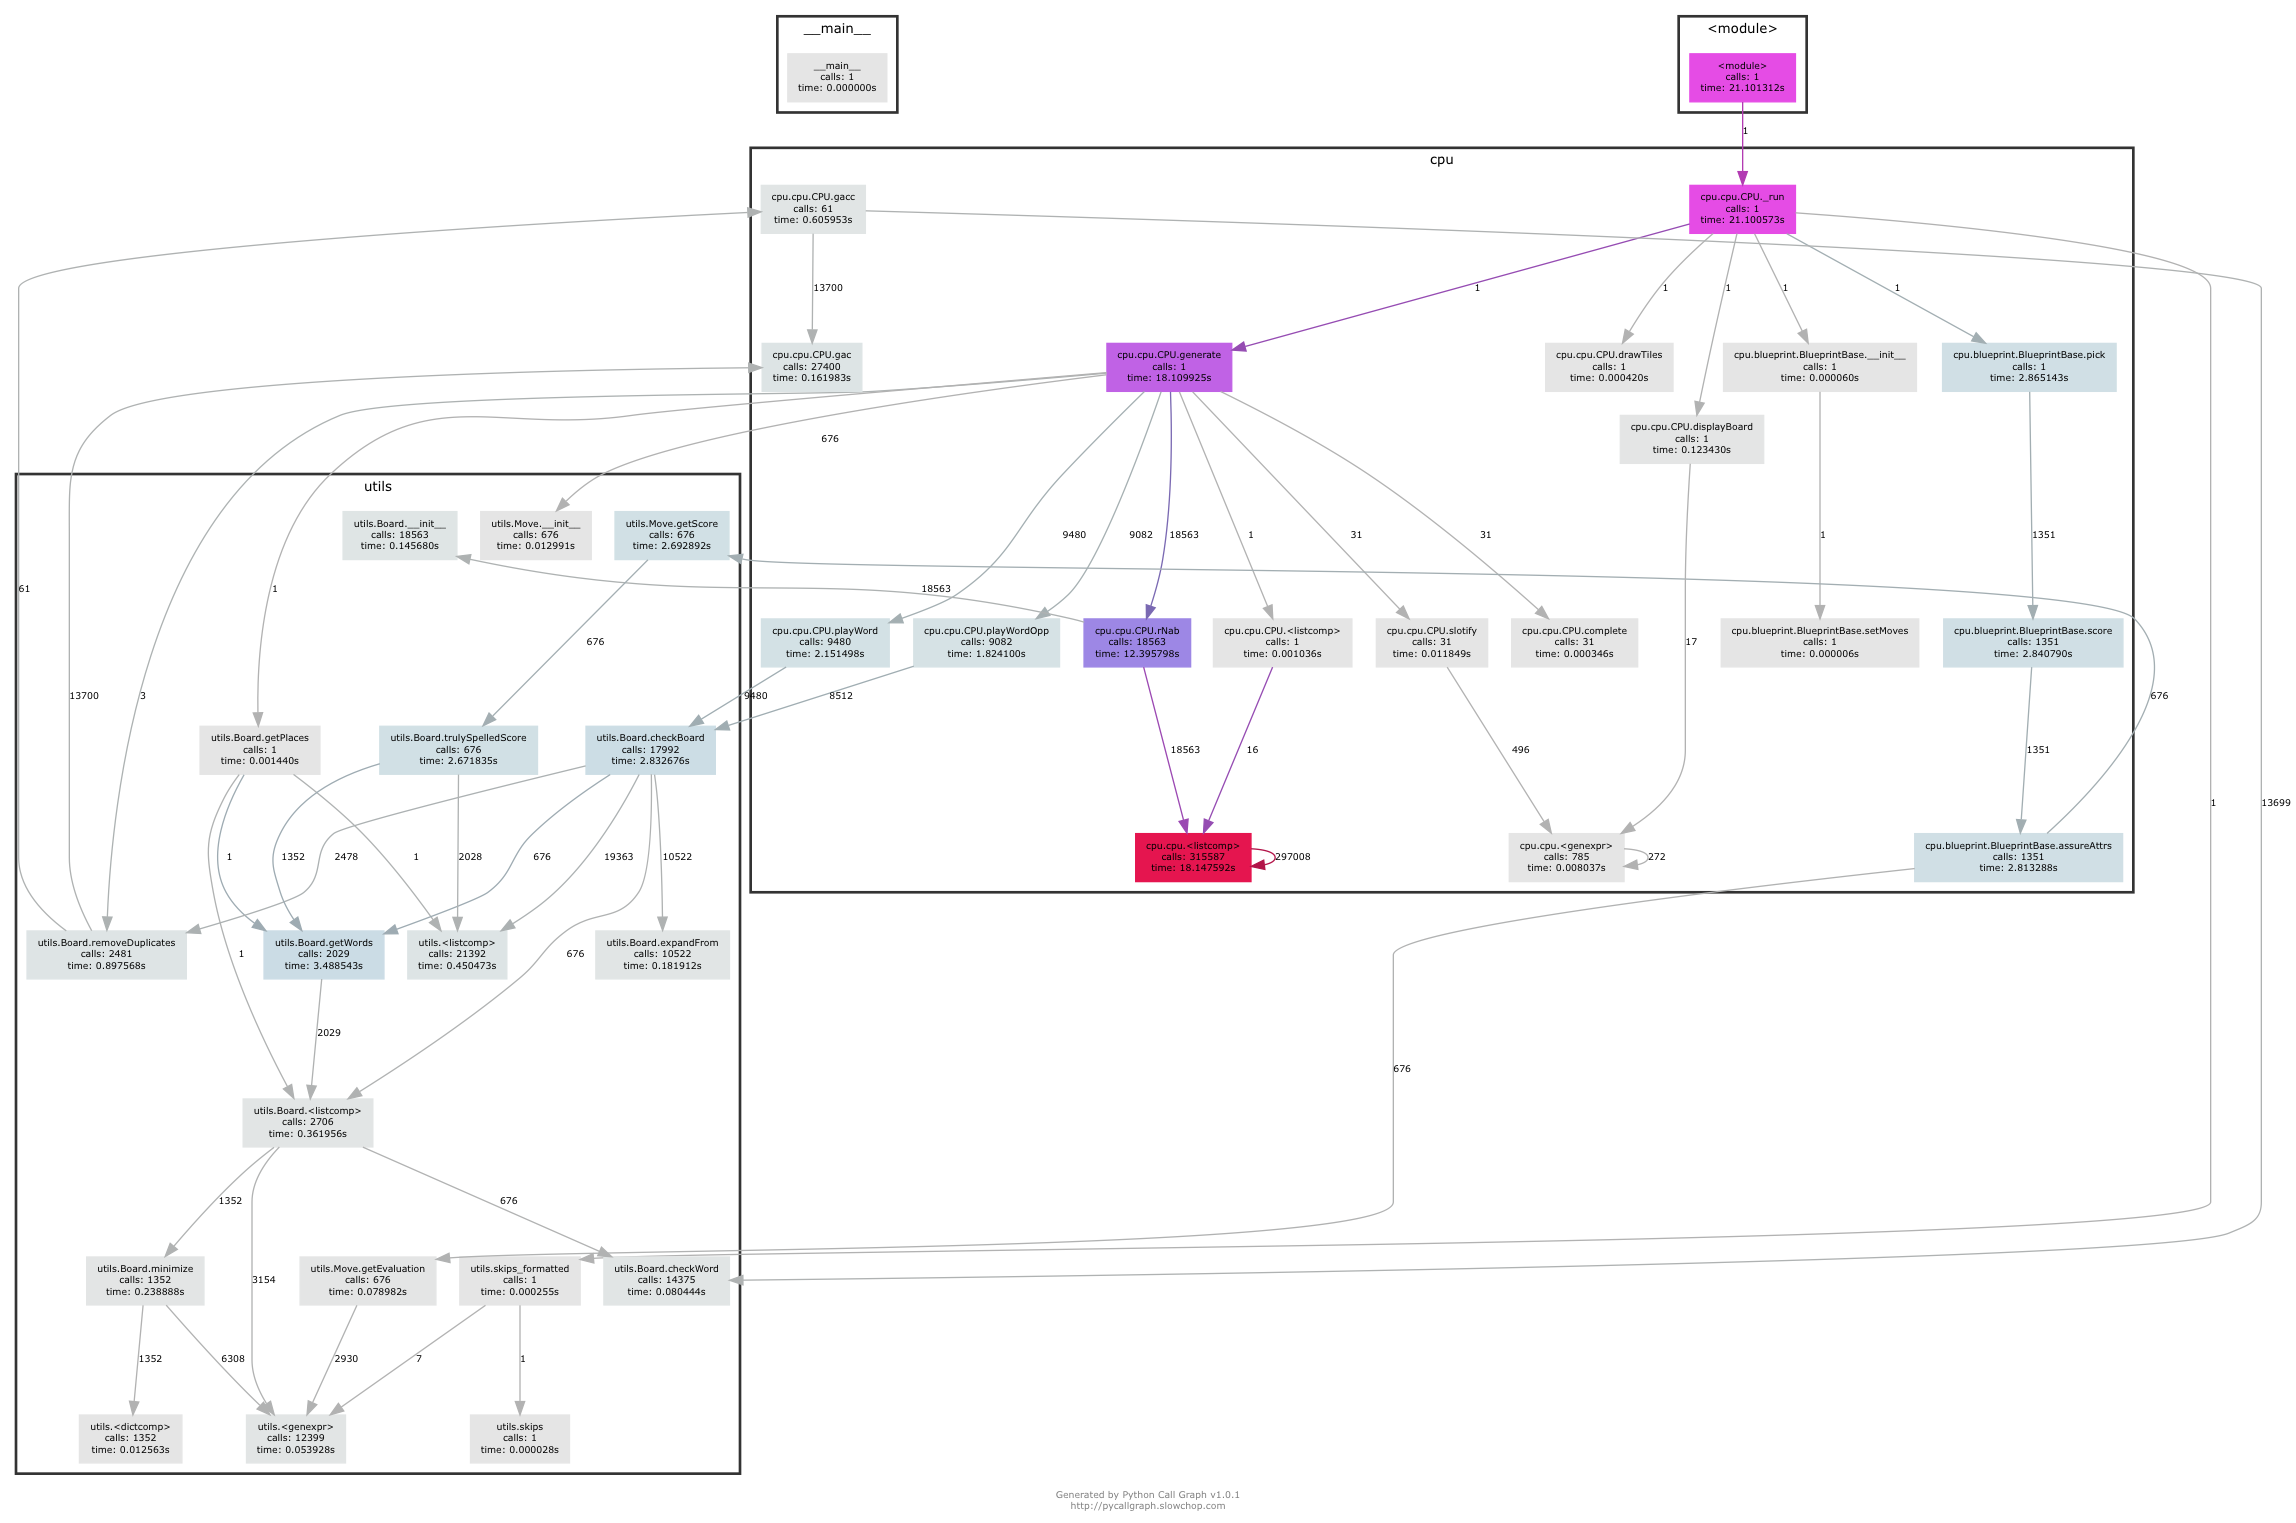 __main__
<module>
__main__
calls: 1
time: 0.000000s
<module>
calls: 1
time: 21.101312s
1
cpu
cpu.cpu.CPU.gacc
calls: 61
time: 0.605953s
cpu.cpu.CPU._run
calls: 1
time: 21.100573s
13700
1
1
1
1
1
cpu.cpu.CPU.gac
calls: 27400
time: 0.161983s
cpu.cpu.CPU.generate
calls: 1
time: 18.109925s
cpu.cpu.CPU.drawTiles
calls: 1
time: 0.000420s
cpu.blueprint.BlueprintBase.__init__
calls: 1
time: 0.000060s
cpu.blueprint.BlueprintBase.pick
calls: 1
time: 2.865143s
cpu.cpu.CPU.displayBoard
calls: 1
time: 0.123430s
676
utils
utils.Board.__init__
calls: 18563
time: 0.145680s
utils.Move.__init__
calls: 676
time: 0.012991s
utils.Move.getScore
calls: 676
time: 2.692892s
9480
9082
18563
1
31
31
1
1351
61
1
18563
676
cpu.cpu.CPU.playWord
calls: 9480
time: 2.151498s
cpu.cpu.CPU.playWordOpp
calls: 9082
time: 1.824100s
cpu.cpu.CPU.rNab
calls: 18563
time: 12.395798s
cpu.cpu.CPU.<listcomp>
calls: 1
time: 0.001036s
cpu.cpu.CPU.slotify
calls: 31
time: 0.011849s
cpu.cpu.CPU.complete
calls: 31
time: 0.000346s
17
cpu.blueprint.BlueprintBase.setMoves
calls: 1
time: 0.000006s
cpu.blueprint.BlueprintBase.score
calls: 1351
time: 2.840790s
13700
3
9480
8512
676
utils.Board.getPlaces
calls: 1
time: 0.001440s
utils.Board.trulySpelledScore
calls: 676
time: 2.671835s
utils.Board.checkBoard
calls: 17992
time: 2.832676s
18563
16
496
1351
1
13699
1
1352
2478
1
2028
676
19363
10522
cpu.cpu.<listcomp>
calls: 315587
time: 18.147592s
297008
cpu.cpu.<genexpr>
calls: 785
time: 0.008037s
272
cpu.blueprint.BlueprintBase.assureAttrs
calls: 1351
time: 2.813288s
utils.Board.removeDuplicates
calls: 2481
time: 0.897568s
1
utils.Board.getWords
calls: 2029
time: 3.488543s
utils.<listcomp>
calls: 21392
time: 0.450473s
676
utils.Board.expandFrom
calls: 10522
time: 0.181912s
2029
676
utils.Board.<listcomp>
calls: 2706
time: 0.361956s
1352
676
utils.Board.minimize
calls: 1352
time: 0.238888s
3154
utils.Move.getEvaluation
calls: 676
time: 0.078982s
utils.skips_formatted
calls: 1
time: 0.000255s
utils.Board.checkWord
calls: 14375
time: 0.080444s
1352
6308
2930
7
1
utils.<dictcomp>
calls: 1352
time: 0.012563s
utils.<genexpr>
calls: 12399
time: 0.053928s
utils.skips
calls: 1
time: 0.000028s
Generated by Python Call Graph v1.0.1
http://pycallgraph.slowchop.com